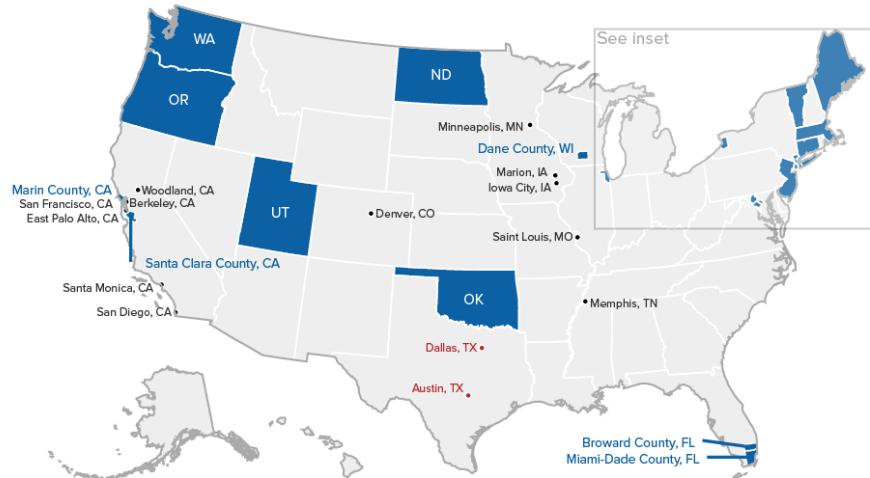 WA
See inset
ND
OR
Minneapolis, MN
Dane County, WI
Marion, IA
Iowa City, IA
Marin County, CA
Woodland, CA
San Francisco, CA
Berkeley, CA
East Palo Alto, CA
UT
Denver, CO
Saint Louis, MO
Santa Clara County, CA
Santa Monica, CA
OK
Memphis, TN
San Diego, CA
Dallas, TX
Austin, TX
Broward County, FL
Miami-Dade County, FL